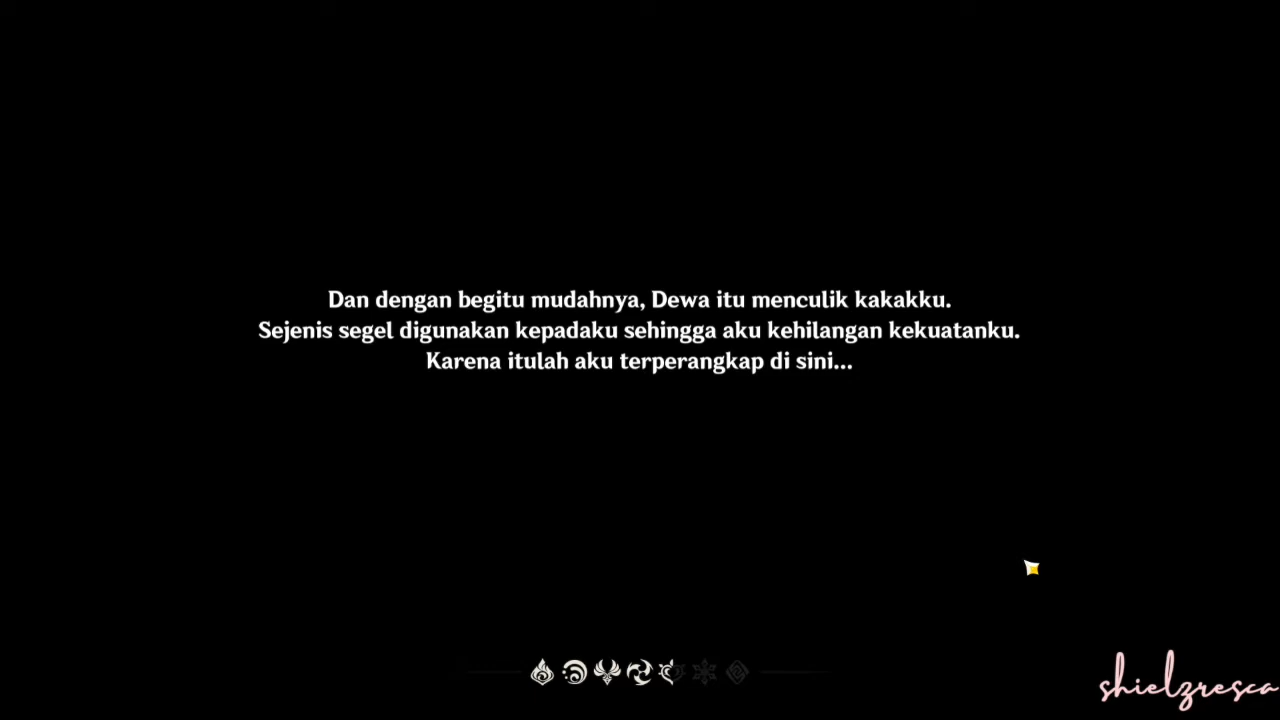 Dan dengan begitu mudahnya, Dewa itu menculik kakakku.
Sejenis segel digunakan kepadaku sehingga aku kehilangan kekuatanku.
Karena itulah aku terperangkap di sini...
shielzresca